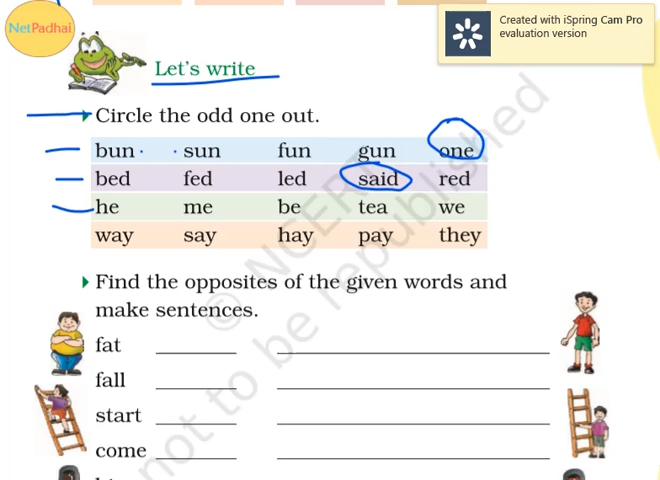 NetPadhai
Created with iSpring Cam Pro
evaluation version
Let's write
Circle the odd one out.
bun sun fun gun one
bed fed led said red
he me be tea we
way say hay pay they
Find the opposites of the given words and
make sentences.
fat
fall
start
come
© NCERT
not to be republished